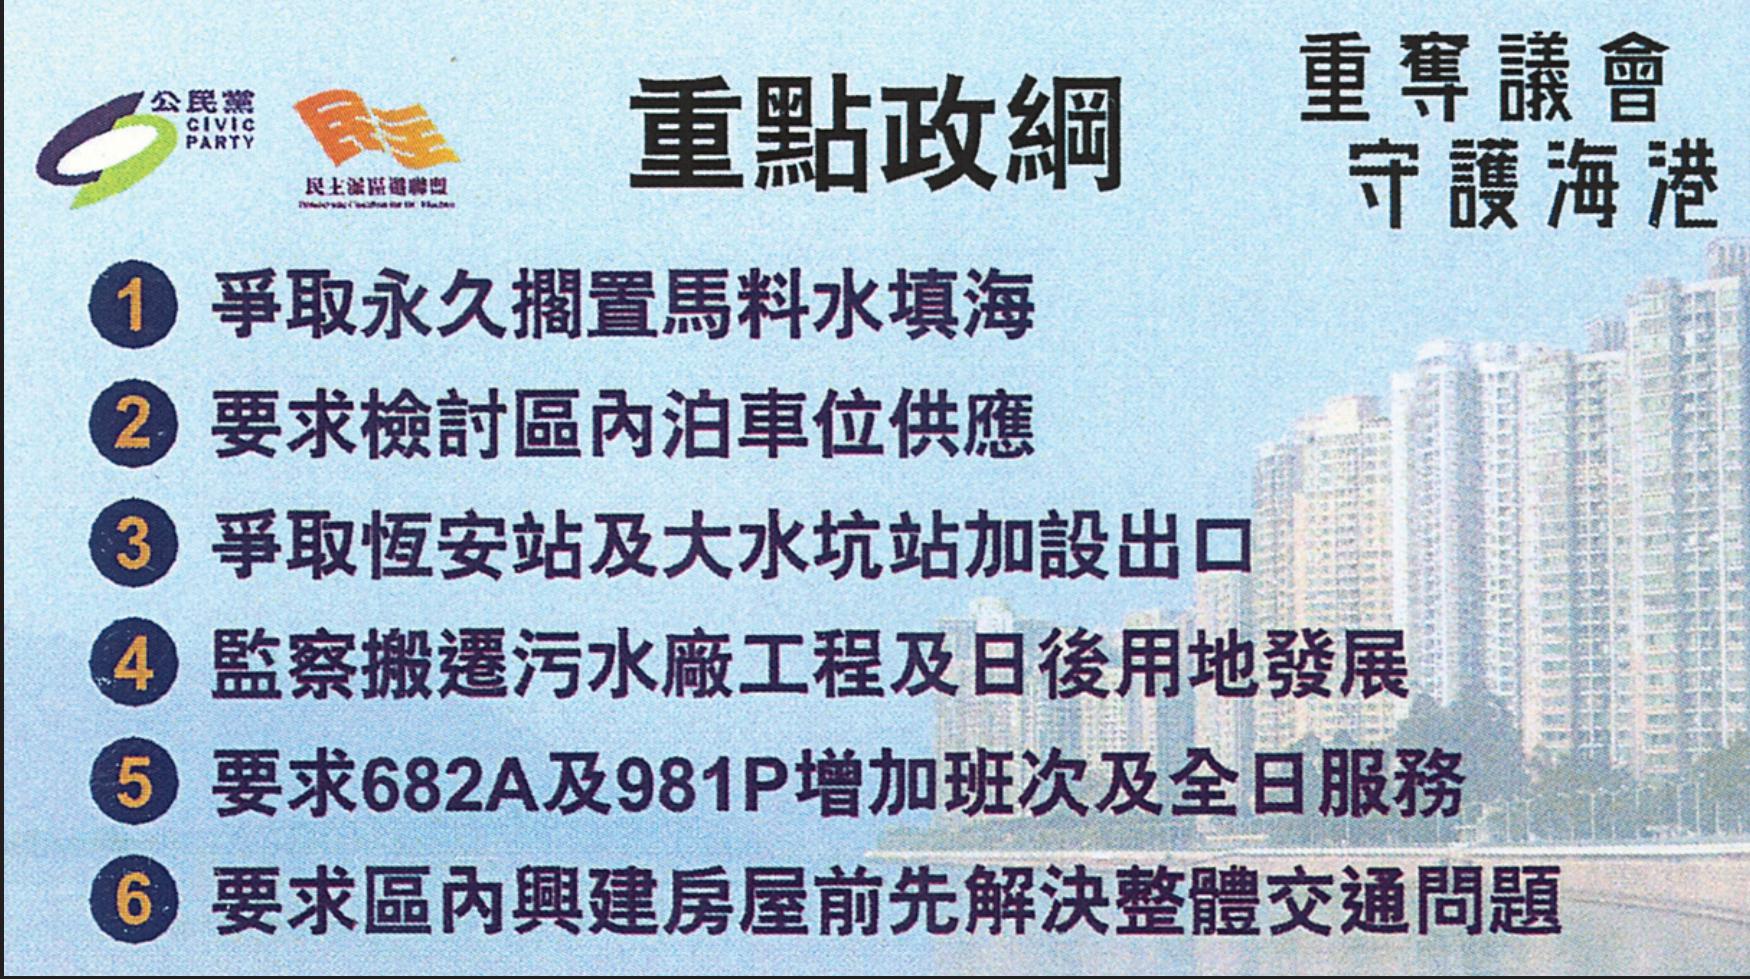 公民黨
CIVIC
PARTY
民主
民主派區選聯盟
Democratic Coalition for DC Election
重點政綱
重奪議會
守護海港
1 爭取永久擱置馬料水填海
2 要求檢討區內泊車位供應
3 爭取恆安站及大水坑站加設出口
4 監察搬遷污水廠工程及日後用地發展
5 要求682A及981P增加班次及全日服務
6 要求區內興建房屋前先解決整體交通問題